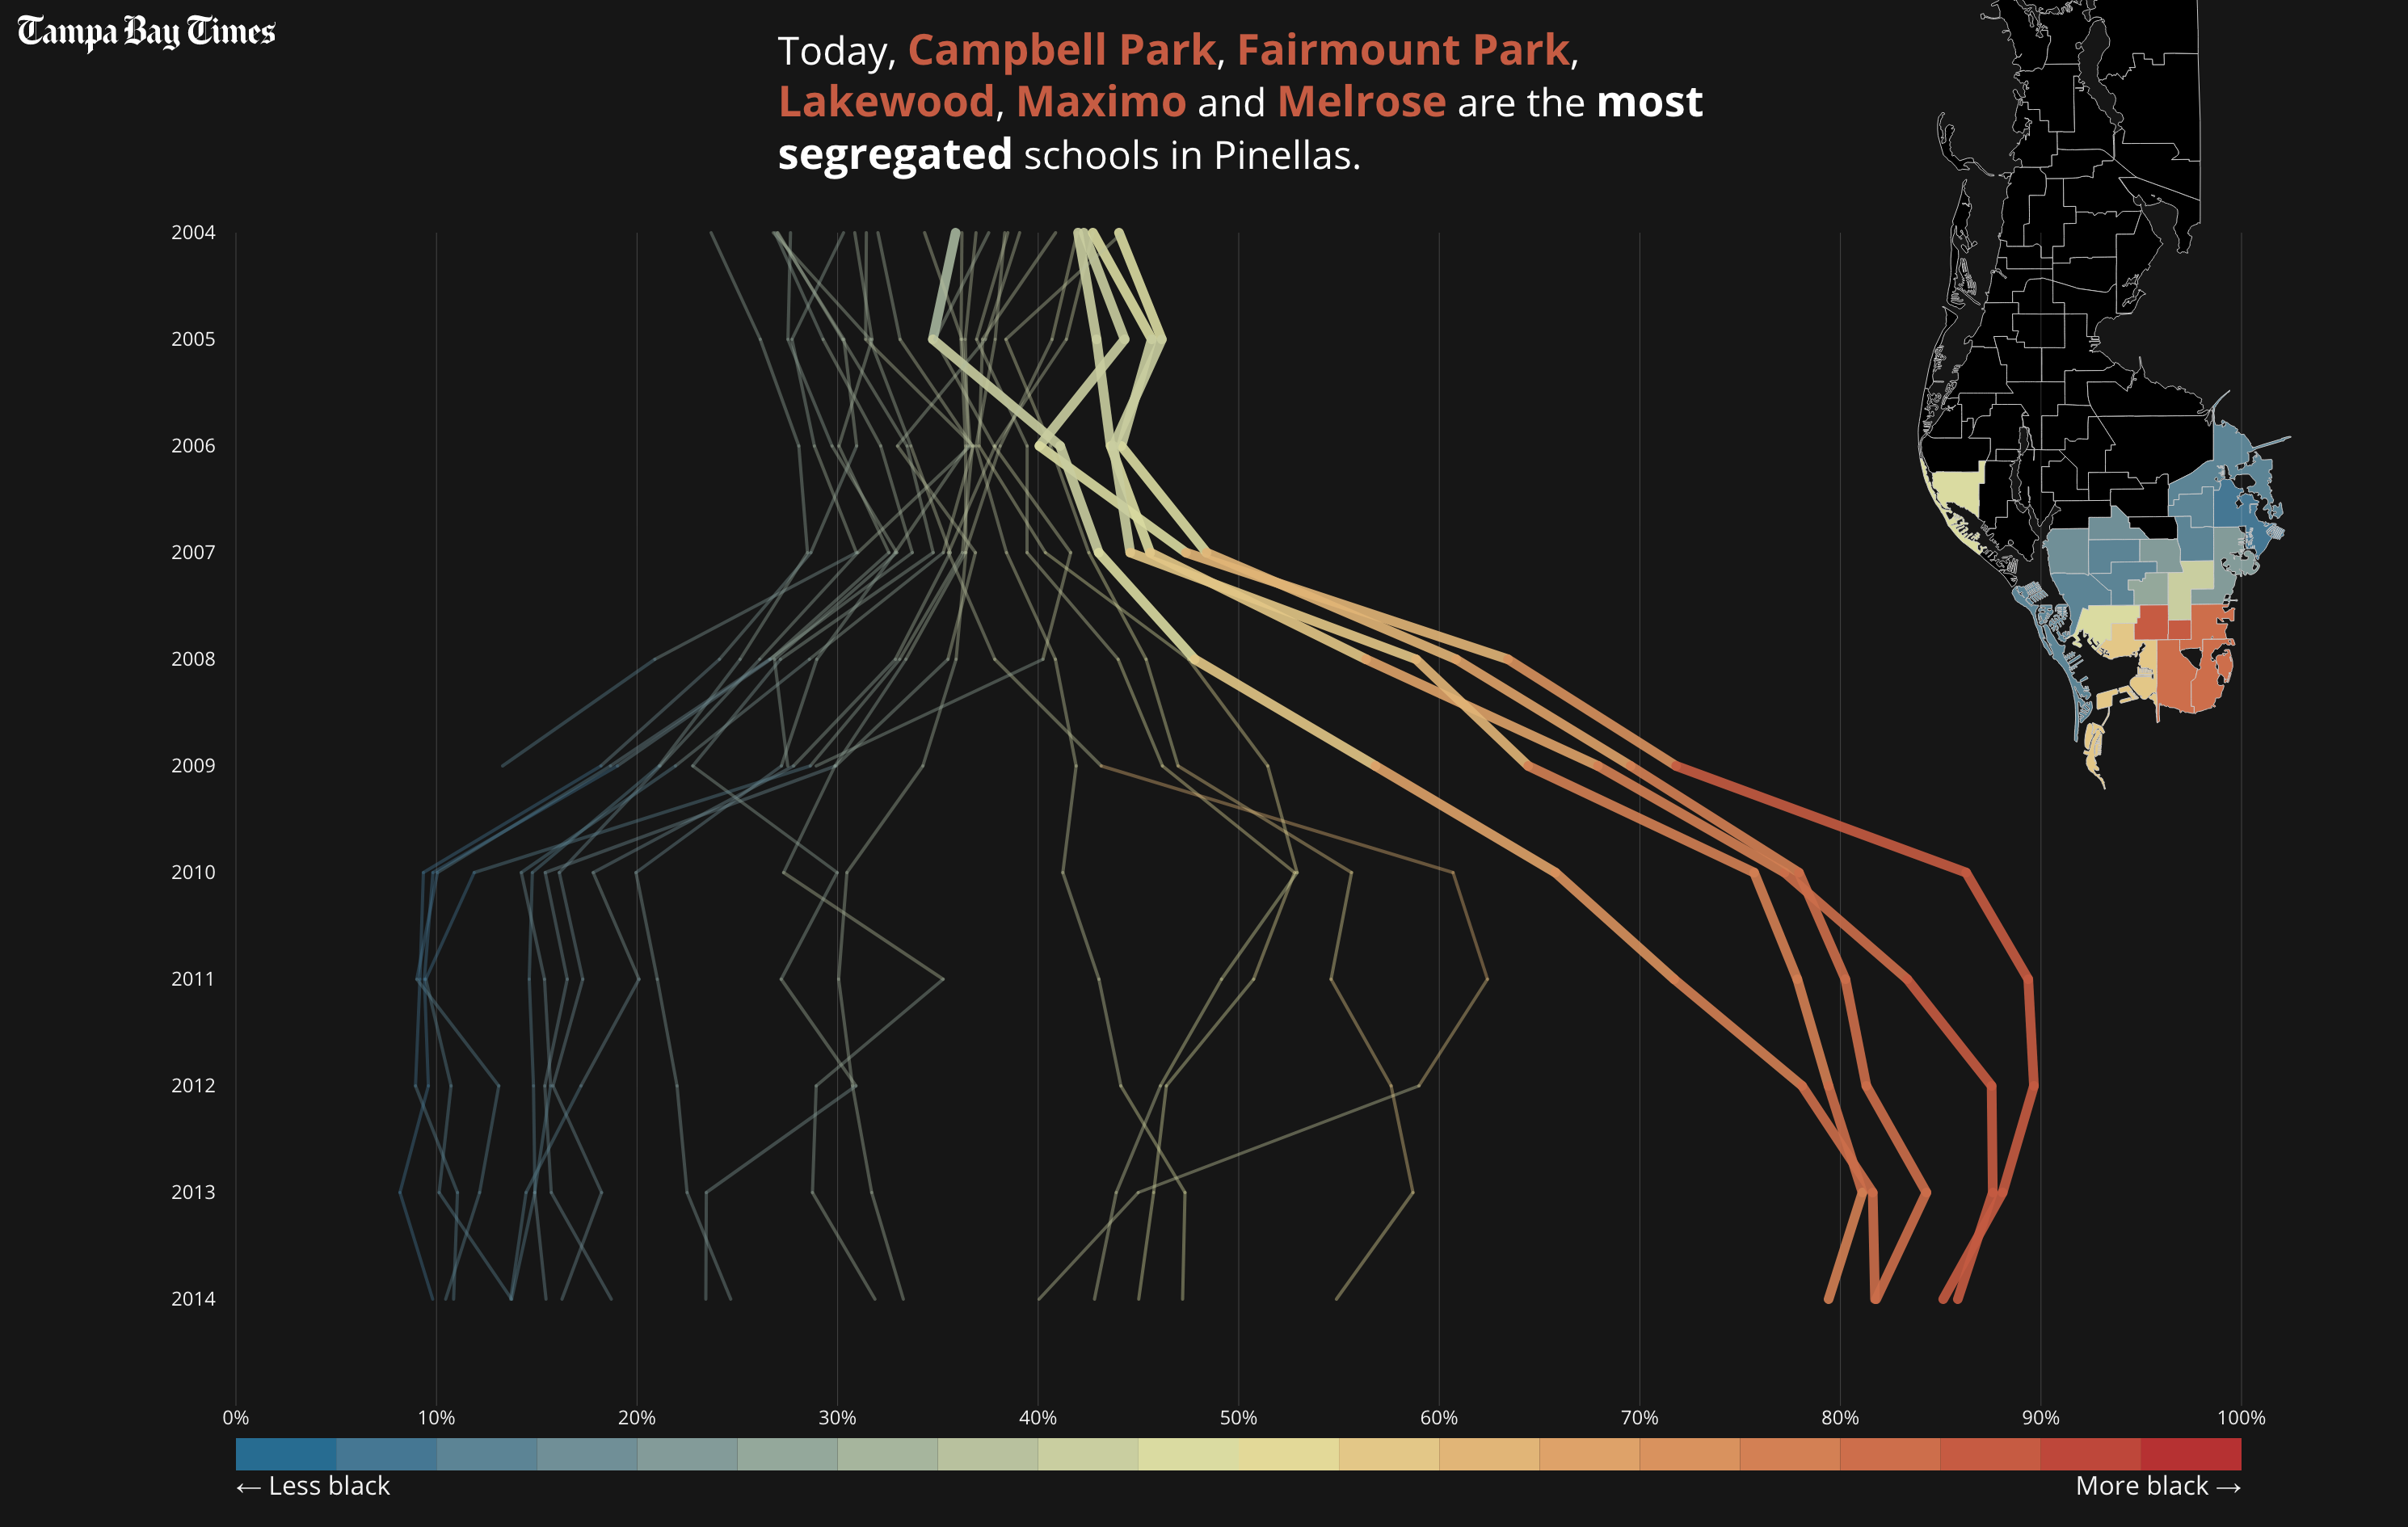 Tampa Bay Times
Today, Campbell Park, Fairmount Park,
Lakewood, Maximo and Melrose are the most
segregated schools in Pinellas.
2004
2005
2006
2007
2008
2009
2010
2011
2012
2013
2014
0% 10% 20% 30% 40% 50% 60% 70% 80% 90% 100%
← Less black More black →